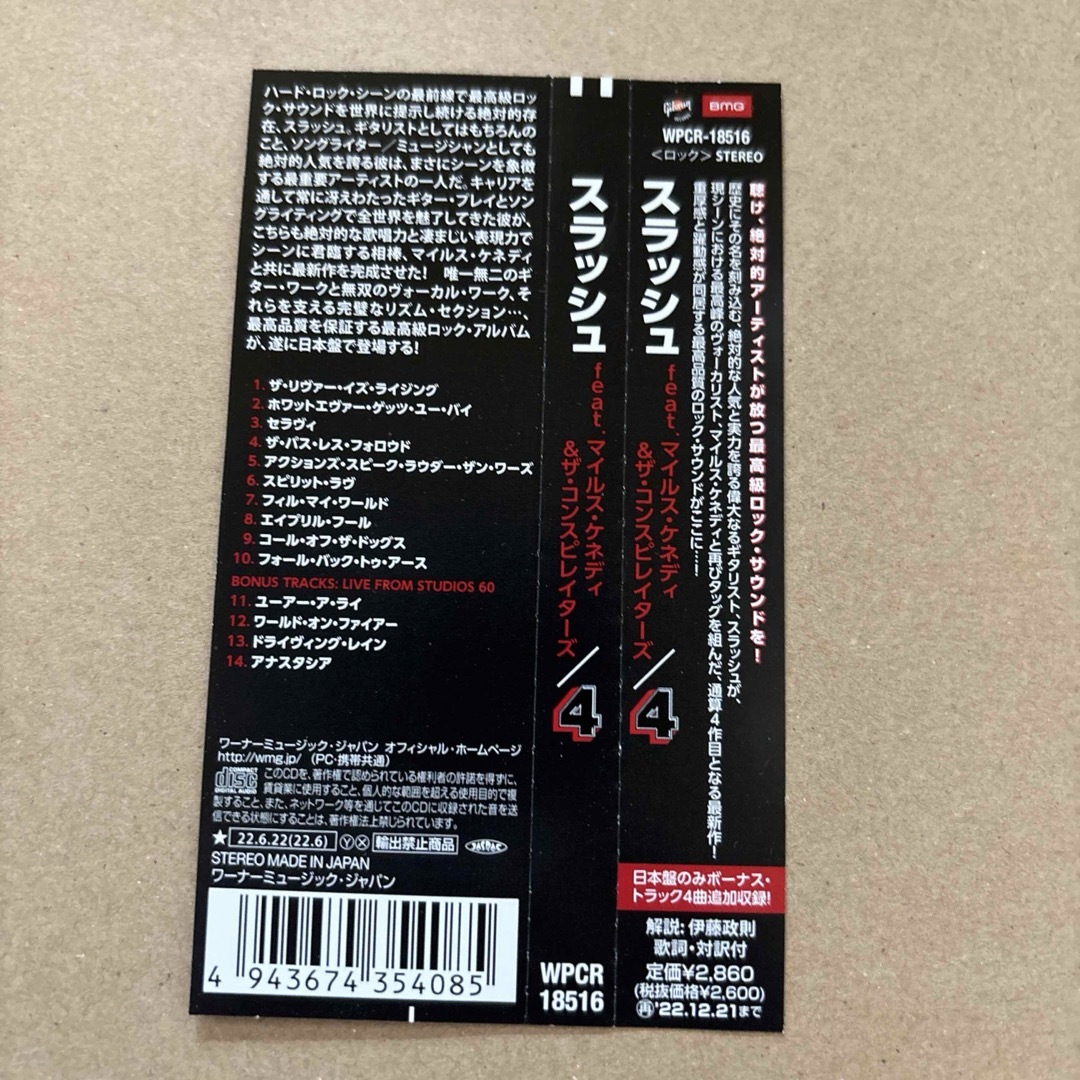 ハード・ロック・シーンの最前線で最高級ロッ
ク・サウンドを世界に提示し続ける絶対的存
在、スラッシュ。ギタリストとしてはもちろんの
こと、ソングライター／ミュージシャンとしても
絶対的人気を誇る彼は、まさにシーンを象徴
する最重要アーティストの一人だ。キャリアを
通して常に冴えわたったギター・プレイとソン
グライティングで全世界を魅了してきた彼が、
こちらも絶対的な歌唱力と凄まじい表現力で
シーンに君臨する相棒、マイルス・ケネディ
と共に最新作を完成させた! 唯一無二のギ
ター・ワークと無双のヴォーカル・ワーク、そ
れらを支える完璧なリズム・セクション…、
最高品質を保証する最高級ロック・アルバム
が、遂に日本盤で登場する!
1. ザ・リヴァー・イズ・ライジング
2. ホワットエヴァー・ゲッツ・ユー・バイ
3. セラヴィ
4. ザ・パス・レス・フォロウド
5. アクションズ・スピーク・ラウダー・ザン・ワーズ
6. スピリット・ラヴ
7. フィル・マイ・ワールド
8. エイプリル・フール
9. コール・オブ・ザ・ドッグス
10. フォール・バック・トゥ・アース
BONUS TRACKS: LIVE FROM STUDIOS 60
11. ユーアー・ア・ライ
12. ワールド・オン・ファイアー
13. ドライヴィング・レイン
14. アナスタシア
ワーナーミュージック・ジャパン オフィシャル・ホームページ
http://wmg.jp/ (PC・携帯共通)
COMPACT disc DIGITAL AUDIO
このCDを、著作権で認められている権利者の許諾を得ずに、
賃貸業に使用すること、個人的な範囲を超える使用目的で複
製すること、また、ネットワーク等を通じてこのCDに収録された音を送
信できる状態にすることは、著作権法上禁じられています。
★ 22.6.22(22.6) Ⓨ Ⓧ 輸出禁止商品 JASRAC
STEREO MADE IN JAPAN
ワーナーミュージック・ジャパン
4 943674 354085
スラッシュ feat. マイルス・ケネディ
&ザ・コンスピレイターズ／4
WPCR
18516
スラッシュ feat. マイルス・ケネディ
&ザ・コンスピレイターズ／4
Gibson
BMG
WPCR-18516
＜ロック＞ STEREO
聴け、絶対的アーティストが放つ最高級ロック・サウンドを!
歴史にその名を刻み込む、絶対的な人気と実力を誇る偉大なるギタリスト、スラッシュが、
現シーンにおける最高峰のヴォーカリスト、マイルス・ケネディと再びタッグを組んだ、通算4作目となる最新作!
重厚感と躍動感が同居する最高品質のロック・サウンドがここに……!
日本盤のみボーナス・
トラック4曲追加収録!
解説: 伊藤政則
歌詞・対訳付
定価¥2,860
(税抜価格¥2,600)
㊢'22.12.21まで